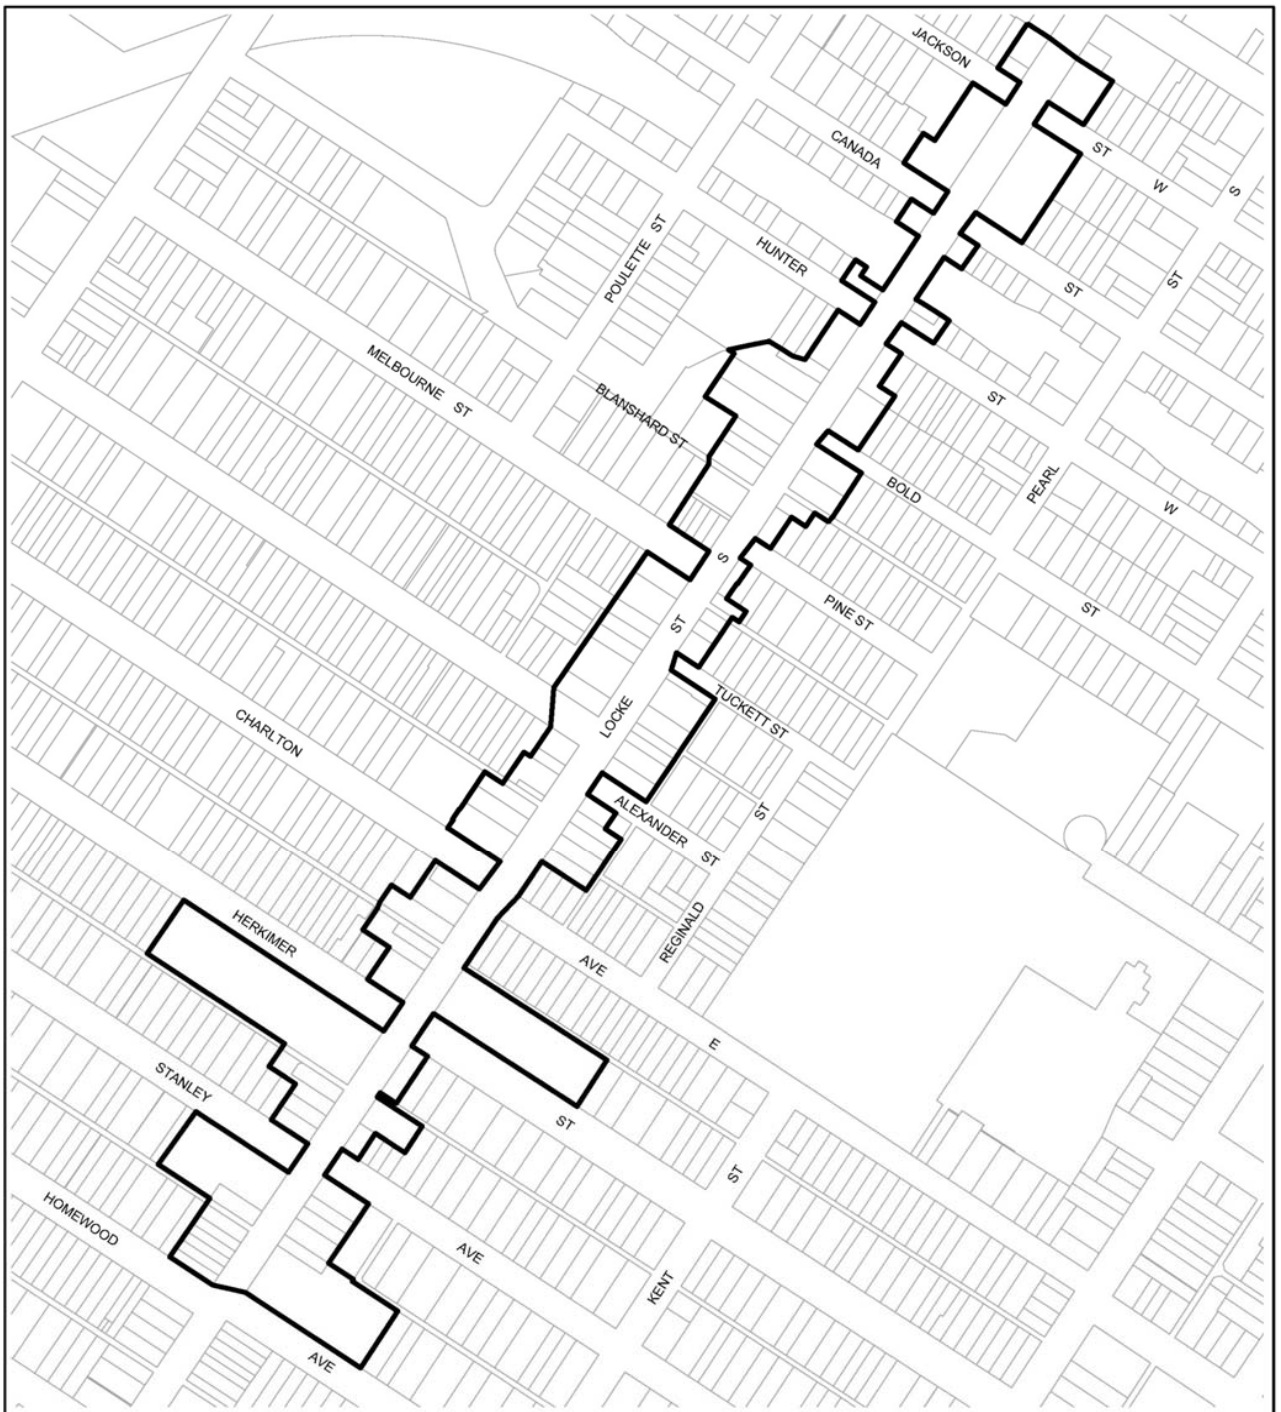 JACKSON
CANADA
ST
W
S
HUNTER
POULETTE ST
ST
ST
MELBOURNE ST
BLANSHARD ST
ST
PEARL
BOLD
W
S
PINE ST
ST
ST
LOCKE
TUCKETT ST
CHARLTON
ALEXANDER ST
ST
HERKIMER
REGINALD
AVE
E
STANLEY
ST
ST
HOMEWOOD
AVE
KENT
AVE